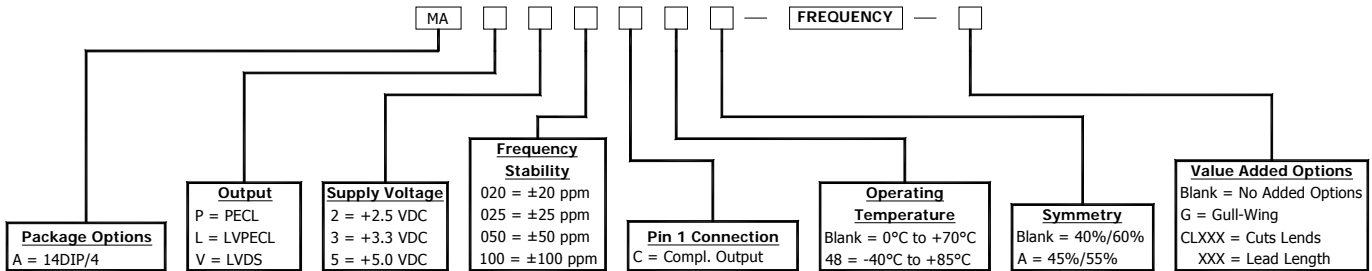 MA — FREQUENCY —
Package Options
A = 14DIP/4
Output
P = PECL
L = LVPECL
V = LVDS
Supply Voltage
2 = +2.5 VDC
3 = +3.3 VDC
5 = +5.0 VDC
Frequency
Stability
020 = ±20 ppm
025 = ±25 ppm
050 = ±50 ppm
100 = ±100 ppm
Pin 1 Connection
C = Compl. Output
Operating
Temperature
Blank = 0°C to +70°C
48 = -40°C to +85°C
Symmetry
Blank = 40%/60%
A = 45%/55%
Value Added Options
Blank = No Added Options
G = Gull-Wing
CLXXX = Cuts Lends
XXX = Lead Length